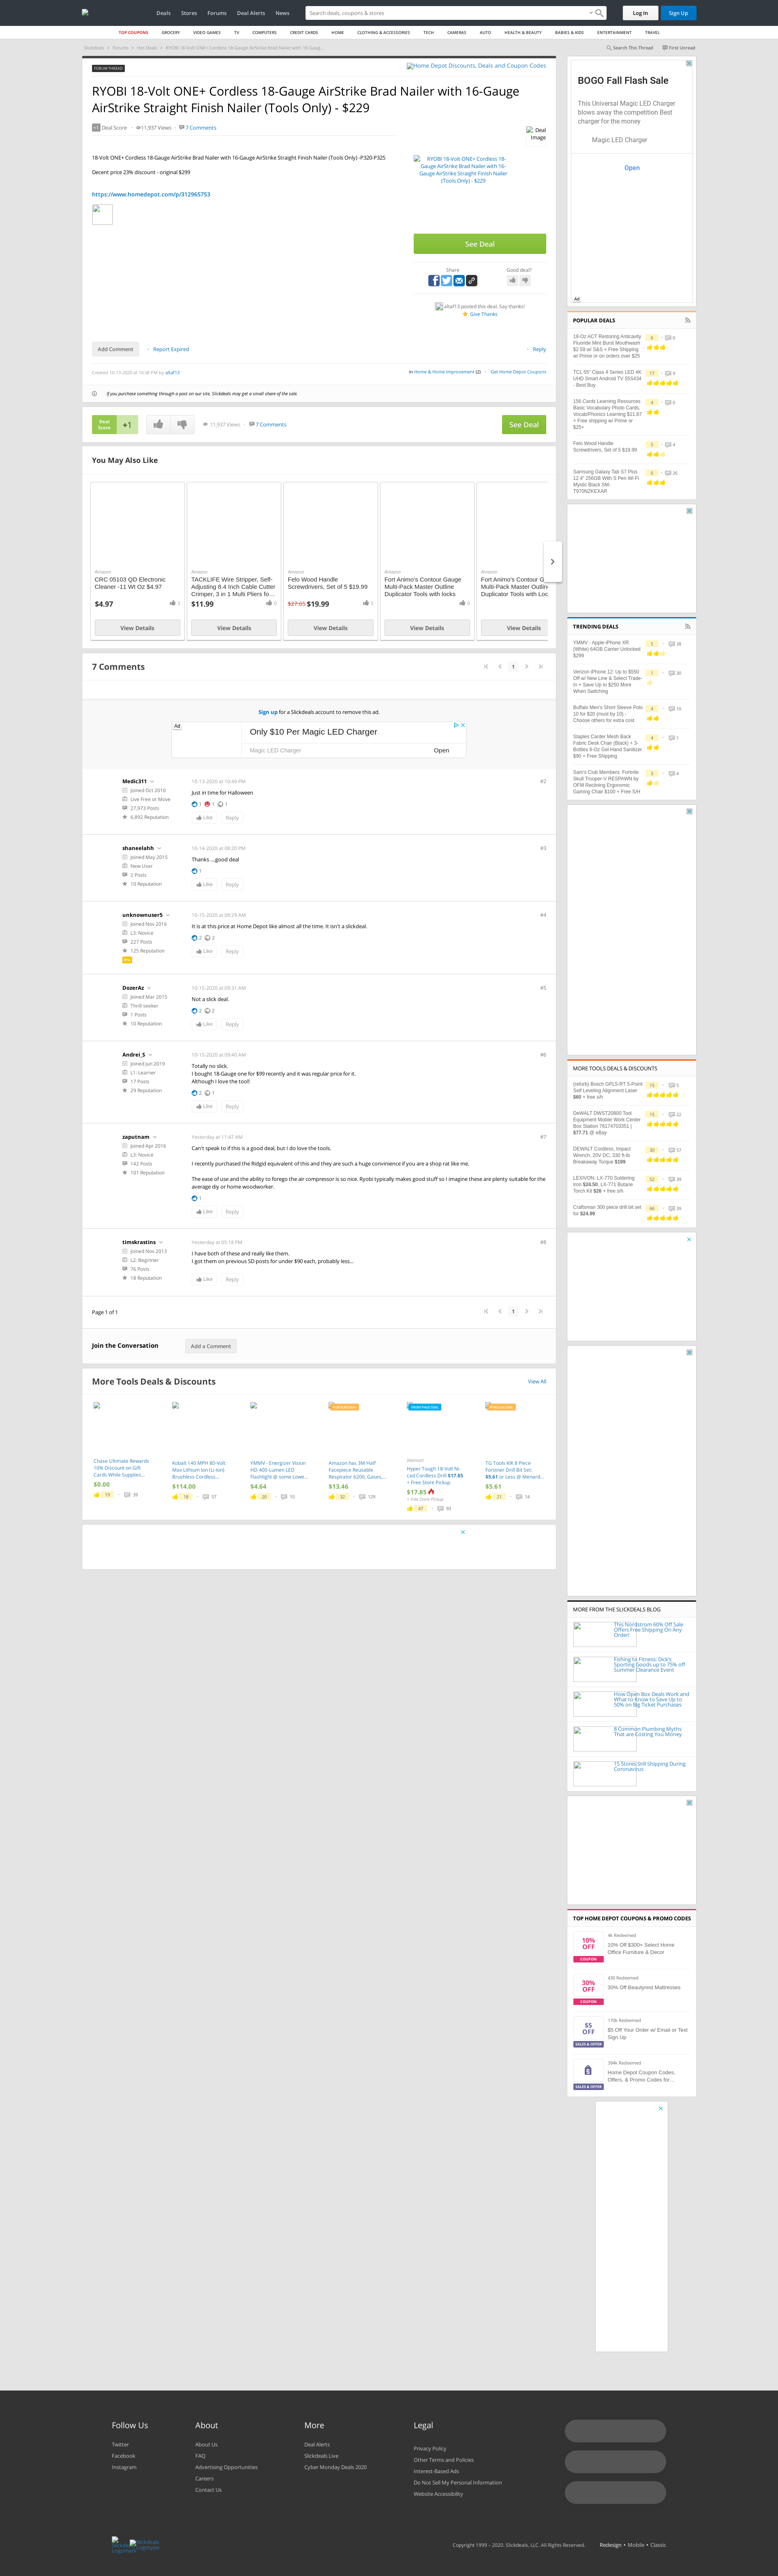 Deals Stores Forums Deal Alerts News
Search deals, coupons & stores
Log In
Sign Up
TOP COUPONS GROCERY VIDEO GAMES TV COMPUTERS CREDIT CARDS HOME CLOTHING & ACCESSORIES TECH CAMERAS AUTO HEALTH & BEAUTY BABIES & KIDS ENTERTAINMENT TRAVEL
Slickdeals > Forums > Hot Deals > RYOBI 18-Volt ONE+ Cordless 18-Gauge AirStrike Brad Nailer with 16-Gaug...
Search This Thread
First Unread
FORUM THREAD
Home Depot Discounts, Deals and Coupon Codes
RYOBI 18-Volt ONE+ Cordless 18-Gauge AirStrike Brad Nailer with 16-Gauge
AirStrike Straight Finish Nailer (Tools Only) - $229
+1 Deal Score
11,937 Views
7 Comments
Deal
Image
18-Volt ONE+ Cordless 18-Gauge AirStrike Brad Nailer with 16-Gauge AirStrike Straight Finish Nailer (Tools Only) -P320-P325
Decent price 23% discount - original $299
https://www.homedepot.com/p/312965753
RYOBI 18-Volt ONE+ Cordless 18-
Gauge AirStrike Brad Nailer with 16-
Gauge AirStrike Straight Finish Nailer
(Tools Only) - $229
See Deal
Share
Good deal?
altaf13 posted this deal. Say thanks!
Give Thanks
Add Comment
Report Expired
Reply
Created 10-13-2020 at 10:38 PM by altaf13
in Home & Home Improvement (2)
Get Home Depot Coupons
If you purchase something through a post on our site, Slickdeals may get a small share of the sale.
Deal
Score
+1
11,937 Views
7 Comments
See Deal
You May Also Like
Amazon
CRC 05103 QD Electronic
Cleaner -11 Wt Oz $4.97
$4.97
3
View Details
Amazon
TACKLIFE Wire Stripper, Self-
Adjusting 8.4 Inch Cable Cutter
Crimper, 3 in 1 Multi Pliers fo...
$11.99
0
View Details
Amazon
Felo Wood Handle
Screwdrivers, Set of 5 $19.99
$27.65 $19.99
5
View Details
Amazon
Fort Animo's Contour Gauge
Multi-Pack Master Outline
Duplicator Tools with locks
0
View Details
Amazon
Fort Animo's Contour G
Multi-Pack Master Outlin
Duplicator Tools with Loc
View Details
7 Comments
1
Sign up for a Slickdeals account to remove this ad.
Ad
Only $10 Per Magic LED Charger
Magic LED Charger
Open
Medic311
Joined Oct 2010
Live Free or Move
27,973 Posts
6,892 Reputation
10-13-2020 at 10:49 PM
#2
Just in time for Halloween
1 1 1
Like
Reply
shaneelahh
Joined May 2015
New User
2 Posts
10 Reputation
10-14-2020 at 08:20 PM
#3
Thanks ...good deal
1
Like
Reply
unknownuser5
Joined Nov 2016
L3: Novice
227 Posts
125 Reputation
Pro
10-15-2020 at 09:29 AM
#4
It is at this price at Home Depot like almost all the time. It isn't a slickdeal.
2 2
Like
Reply
DozerAz
Joined Mar 2015
Thrill seeker
1 Posts
10 Reputation
10-15-2020 at 09:31 AM
#5
Not a slick deal.
2 2
Like
Reply
Andrei_S
Joined Jun 2019
L1: Learner
17 Posts
29 Reputation
10-15-2020 at 09:40 AM
#6
Totally no slick.
I bought 18-Gauge one for $99 recently and it was regular price for it.
Although I love the tool!
2 1
Like
Reply
zaputnam
Joined Apr 2016
L3: Novice
142 Posts
101 Reputation
Yesterday at 11:47 AM
#7
Can't speak to if this is a good deal, but I do love the tools.
I recently purchased the Ridgid equivalent of this and they are such a huge convinience if you are a shop rat like me.
The ease of use and the ability to forego the air compressor is what sets it apart, even compared to a quiet air compressor. Ryobi typically makes good stuff so I imagine these are plenty suitable for your
average diy or home woodworker.
1
Like
Reply
timskrastins
Joined Nov 2013
L2: Beginner
76 Posts
18 Reputation
Yesterday at 05:18 PM
#8
I have both of these and really like them.
I got them on previous SD posts for under $90 each, probably less...
Like
Reply
Page 1 of 1
1
Join the Conversation
Add a Comment
More Tools Deals & Discounts
View All
Chase Ultimate Rewards
10% Discount on Gift
Cards While Supplies...
$0.00
19 39
Kobalt 140 MPH 80-Volt
Max Lithium Ion (Li-Ion)
Brushless Cordless...
$114.00
18 57
YMMV - Energizer Vision
HD 400-Lumen LED
Flashlight @ some Lowe...
$4.64
20 10
Amazon has 3M Half
Facepiece Reusable
Respirator 6200, Gases,...
$13.46
32 129
Walmart
Hyper Tough 18-Volt Ni-
cad Cordless Drill $17.85
+ Free Store Pickup
$17.85
+ Free Store Pickup
47 93
TG Tools KIR 8 Piece
Forstner Drill Bit Set:
$5.61 or Less @ Menard...
$5.61
21 14
BOGO Flash Sale
This Universal Magic LED Charger
blows away the competition Best
charger for the money
Magic LED Charger
Open
Ad
POPULAR DEALS
18-Oz ACT Restoring Anticavity
Fluoride Mint Burst Mouthwash
$2.59 w/ S&S + Free Shipping
w/ Prime or on orders over $25
TCL 55" Class 4 Series LED 4K
UHD Smart Android TV 55S434
- Best Buy
156 Cards Learning Resources
Basic Vocabulary Photo Cards,
Vocab/Phonics Learning $11.87
+ Free shipping w/ Prime or
$25+
Felo Wood Handle
Screwdrivers, Set of 5 $19.99
Samsung Galaxy Tab S7 Plus
12.4" 256GB With S Pen Wi-Fi
Mystic Black SM-
T970NZKEXAR
TRENDING DEALS
YMMV - Apple iPhone XR
(White) 64GB Carrier Unlocked
$299
Verizon iPhone 12: Up to $550
Off w/ New Line & Select Trade-
In + Save Up to $250 More
When Switching
Buffalo Men's Short Sleeve Polo
10 for $20 (must by 10) -
Choose others for extra cost
Staples Carder Mesh Back
Fabric Desk Chair (Black) + 3-
Bottles 8-Oz Gel Hand Sanitizer
$90 + Free Shipping
Sam's Club Members: Fortnite
Skull Trooper-V RESPAWN by
OFM Reclining Ergonomic
Gaming Chair $100 + Free S/H
MORE TOOLS DEALS & DISCOUNTS
(refurb) Bosch GPL5-RT 5-Point
Self Leveling Alignment Laser
$60 + free s/h
DeWALT DWST20800 Tool
Equipment Mobile Work Center
Box Station 76174703351 |
$77.71 @ eBay
DEWALT Cordless, Impact
Wrench, 20V DC, 330 ft-lb
Breakaway Torque $109
LEXIVON: LX-770 Soldering
Iron $24.50, LX-771 Butane
Torch Kit $26 + free s/h
Craftsman 300 piece drill bit set
for $24.99
MORE FROM THE SLICKDEALS BLOG
This Nordstrom 60% Off Sale
Offers Free Shipping On Any
Order!
Fishing to Fitness: Dick's
Sporting Goods up to 75% off
Summer Clearance Event
How Open Box Deals Work and
What to Know to Save Up to
50% on Big Ticket Purchases
8 Common Plumbing Myths
That are Costing You Money
15 Stores Still Shipping During
Coronavirus
TOP HOME DEPOT COUPONS & PROMO CODES
10%
OFF
COUPON
4k Redeemed
10% Off $300+ Select Home
Office Furniture & Decor
30%
OFF
COUPON
430 Redeemed
30% Off Beautyrest Mattresses
$5
OFF
SALES & OFFER
170k Redeemed
$5 Off Your Order w/ Email or Text
Sign Up
SALES & OFFER
394k Redeemed
Home Depot Coupon Codes,
Offers, & Promo Codes for...
Follow Us
Twitter
Facebook
Instagram
About
About Us
FAQ
Advertising Opportunities
Careers
Contact Us
More
Deal Alerts
Slickdeals Live
Cyber Monday Deals 2020
Legal
Privacy Policy
Other Terms and Policies
Interest-Based Ads
Do Not Sell My Personal Information
Website Accessibility
Copyright 1999 – 2020. Slickdeals, LLC. All Rights Reserved.
Redesign • Mobile • Classic